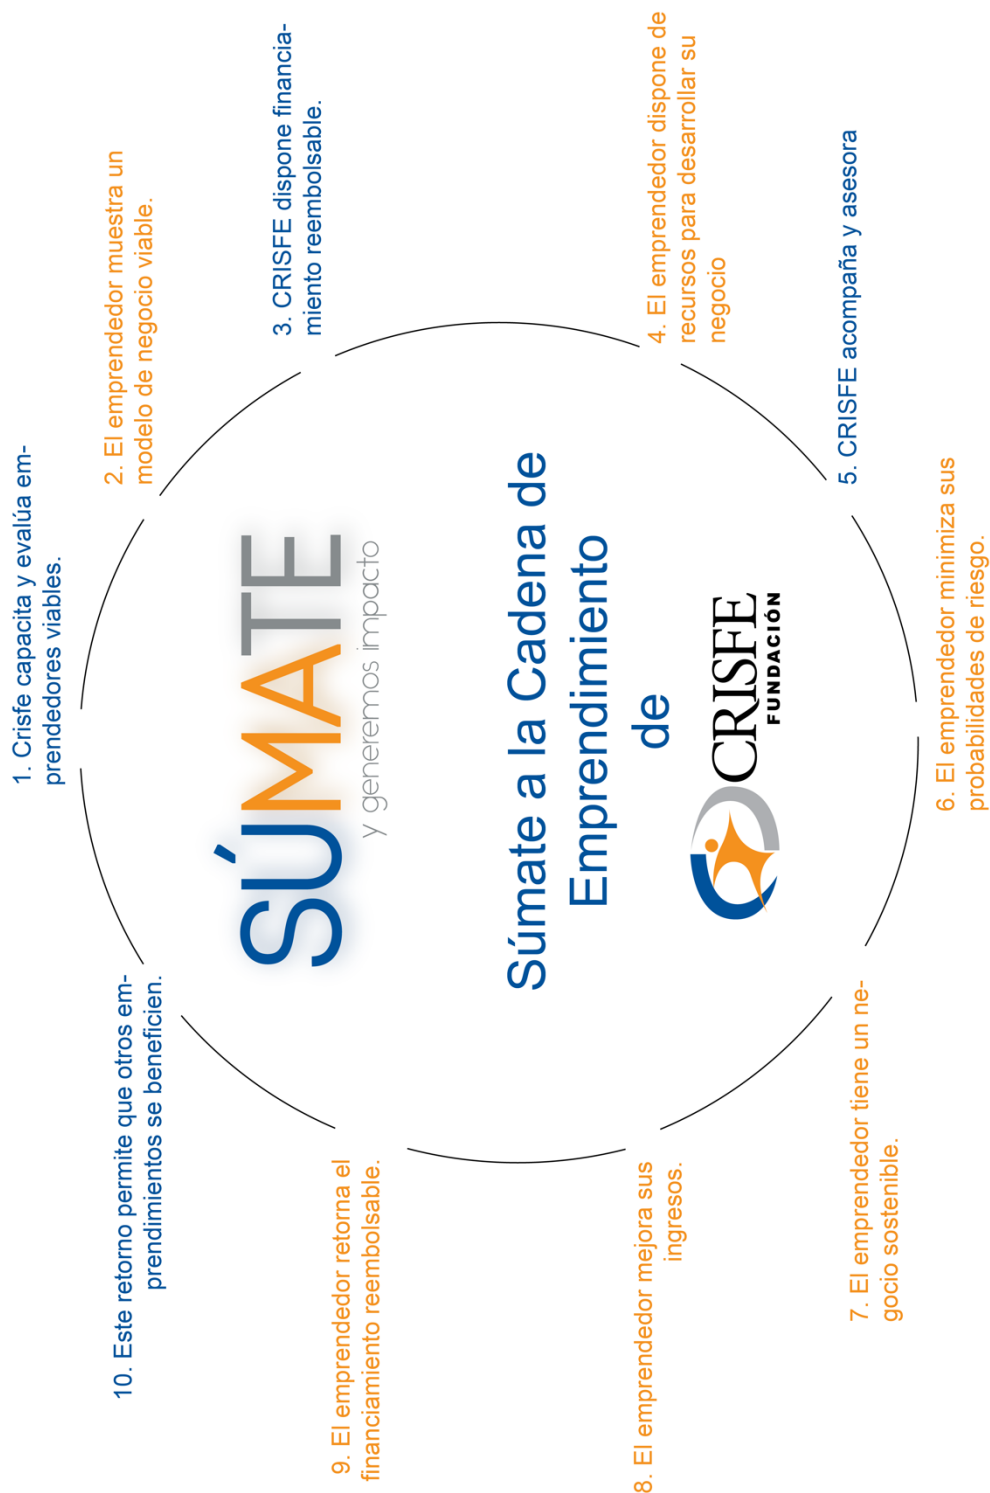 1. Crisfe capacita y evalúa em-
prendedores viables.
2. El emprendedor muestra un
modelo de negocio viable.
3. CRISFE dispone financia-
miento reembolsable.
4. El emprendedor dispone de
recursos para desarrollar su
negocio
5. CRISFE acompaña y asesora
6. El emprendedor minimiza sus
probabilidades de riesgo.
7. El emprendedor tiene un ne-
gocio sostenible.
8. El emprendedor mejora sus
ingresos.
9. El emprendedor retorna el
financiamiento reembolsable.
10. Este retorno permite que otros em-
prendimientos se beneficien.
SÚMATE
y generemos impacto
Súmate a la Cadena de
Emprendimiento
de
CRISFE
FUNDACIÓN